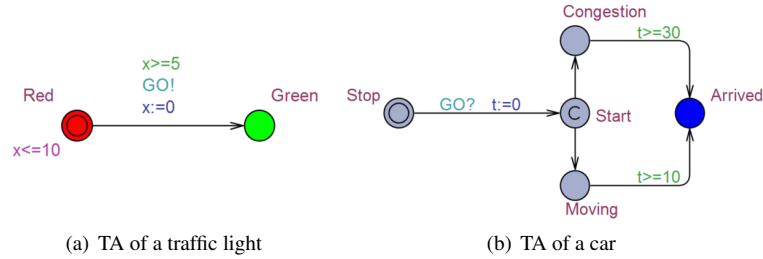 x>=5
GO!
x:=0
Red
Green
x<=10
(a) TA of a traffic light
Congestion
t>=30
Stop
GO? t:=0
C
Start
Arrived
t>=10
Moving
(b) TA of a car